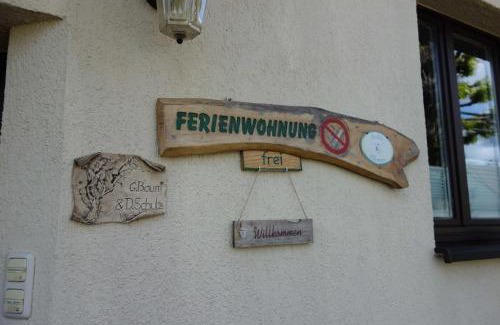 FERIENWOHNUNG
frei
G.Baum
& D.Schulz
Willkommen